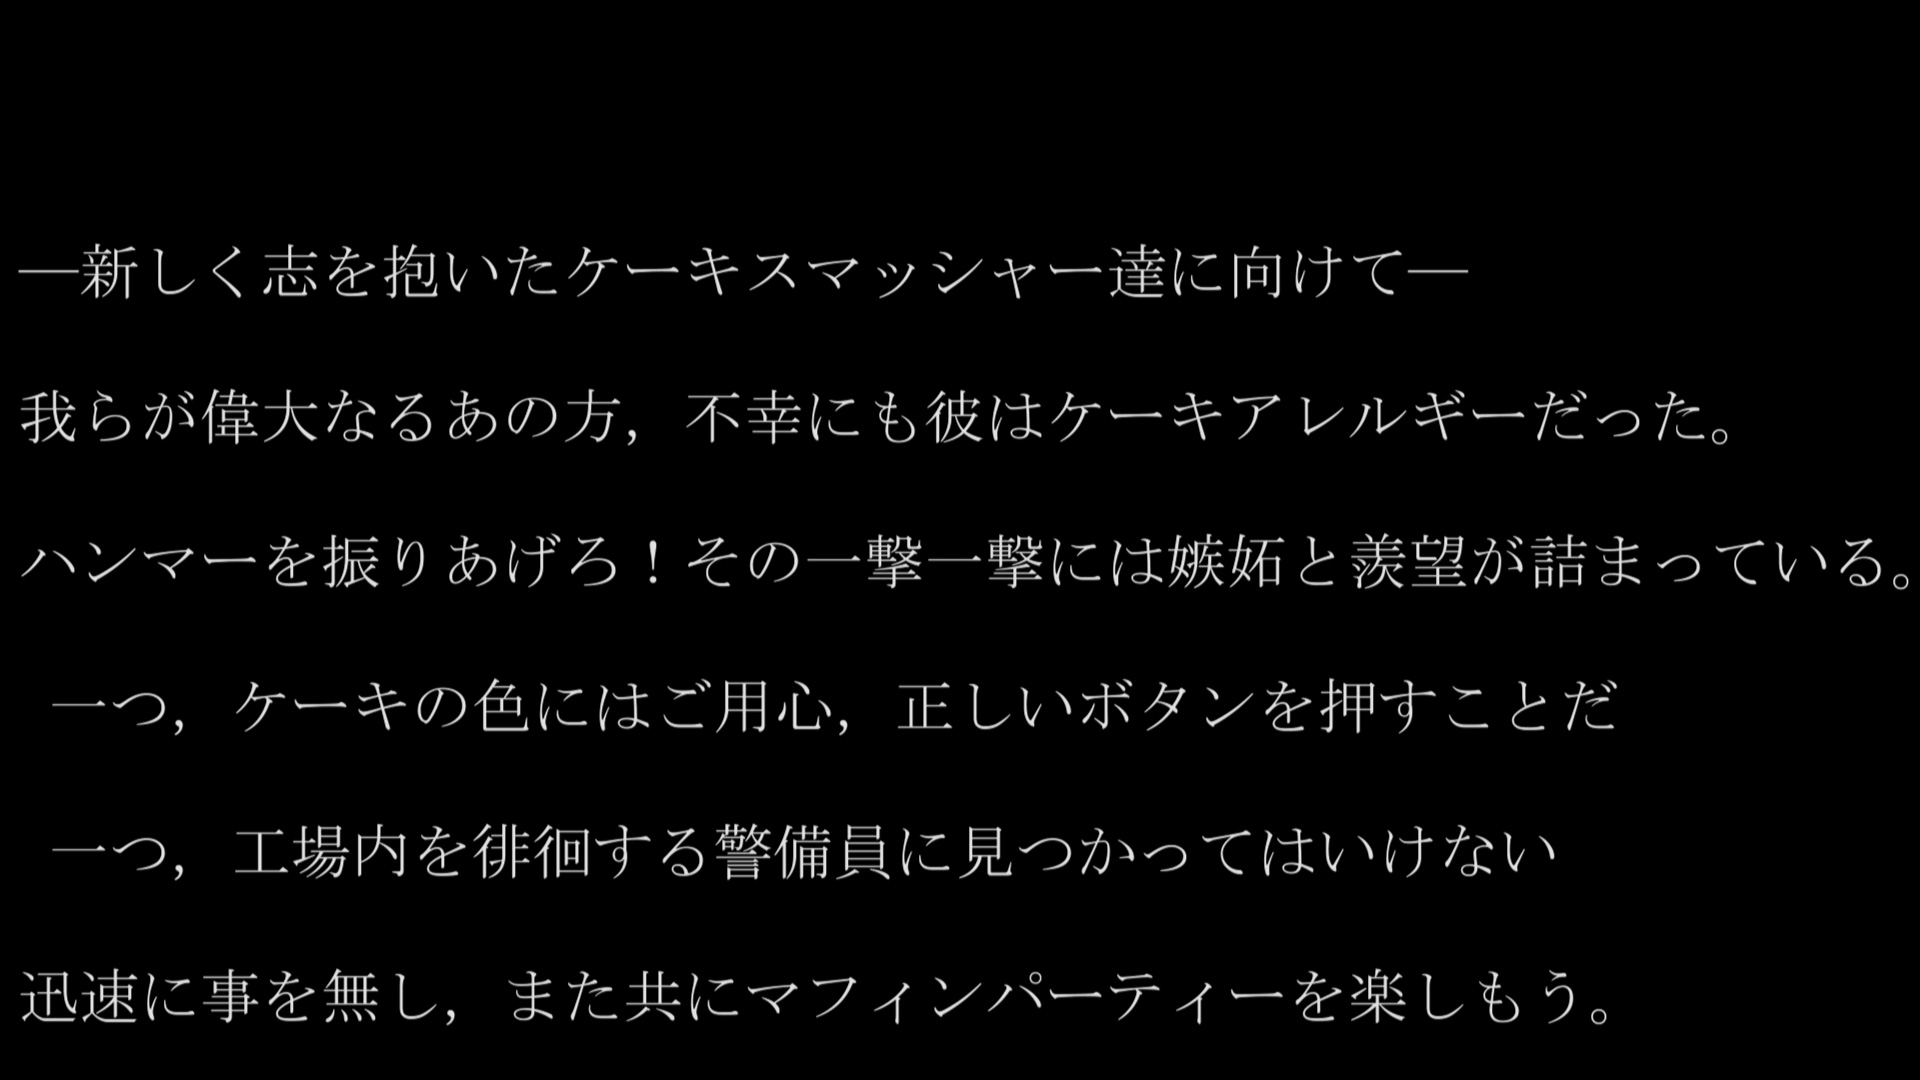 ―新しく志を抱いたケーキスマッシャー達に向けて―
我らが偉大なるあの方，不幸にも彼はケーキアレルギーだった。
ハンマーを振りあげろ！その一撃一撃には嫉妬と羨望が詰まっている。
一つ，ケーキの色にはご用心，正しいボタンを押すことだ
一つ，工場内を徘徊する警備員に見つかってはいけない
迅速に事を無し，また共にマフィンパーティーを楽しもう。